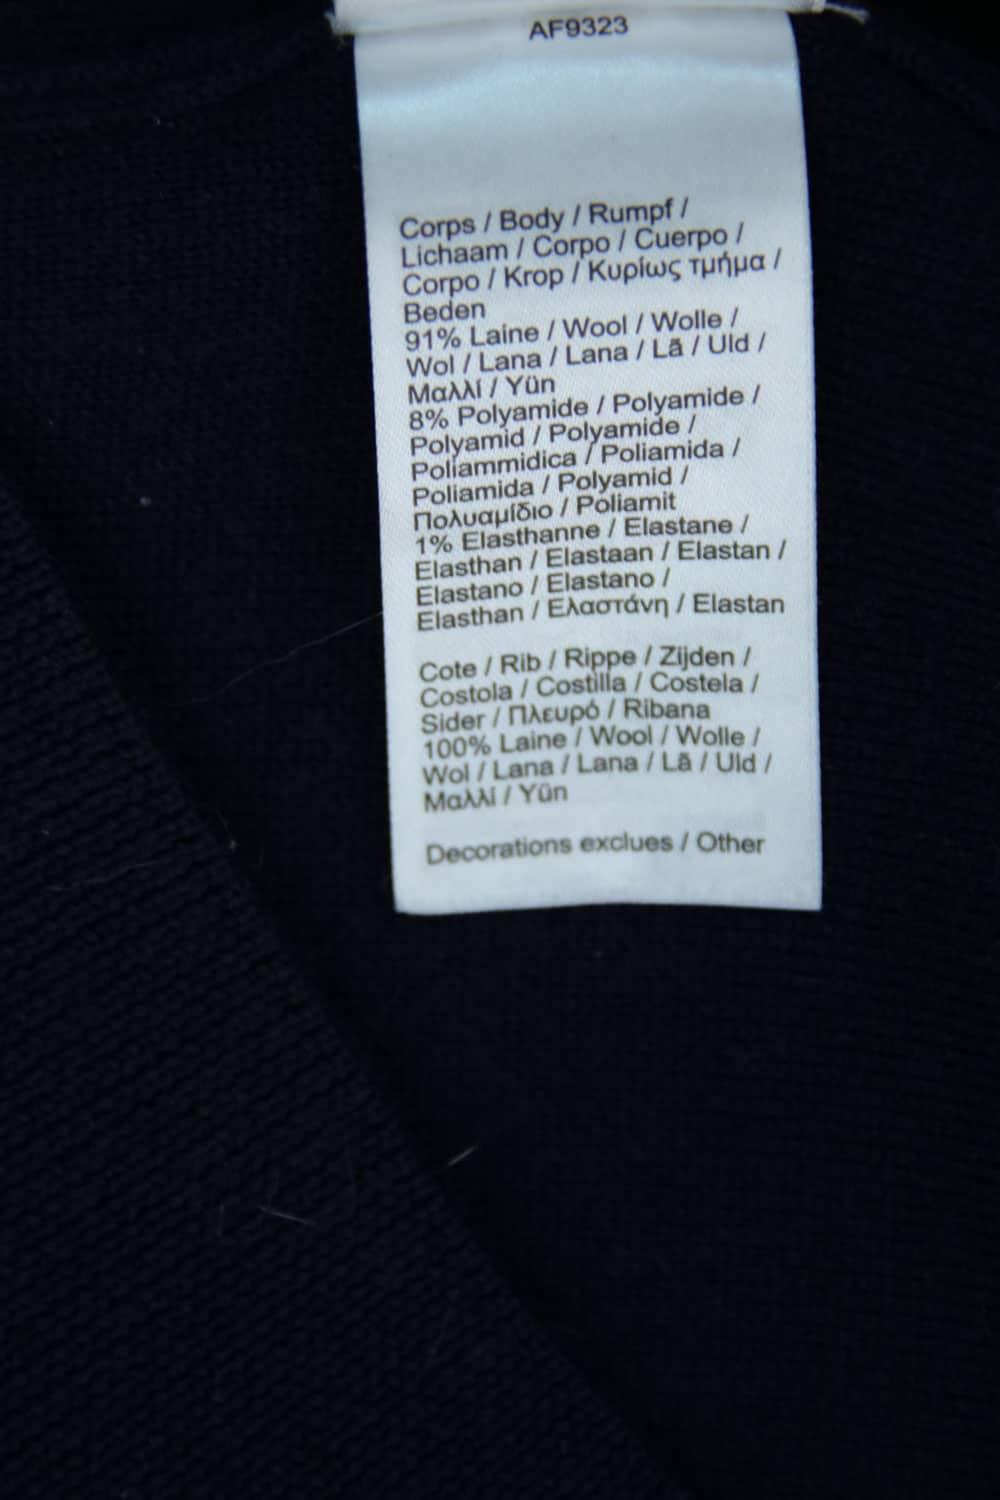 AF9323
Corps / Body / Rumpf /
Lichaam / Corpo / Cuerpo /
Corpo / Krop / Κυρίως τμήμα /
Beden
91% Laine / Wool / Wolle /
Wol / Lana / Lana / Lã / Uld /
Μαλλί / Yün
8% Polyamide / Polyamide /
Polyamid / Polyamide /
Poliammidica / Poliamida /
Poliamida / Polyamid /
Πολυαμίδιο / Poliamit
1% Elasthanne / Elastane /
Elasthan / Elastaan / Elastan /
Elastano / Elastano /
Elasthan / Ελαστάνη / Elastan
Cote / Rib / Rippe / Zijden /
Costola / Costilla / Costela /
Sider / Πλευρό / Ribana
100% Laine / Wool / Wolle /
Wol / Lana / Lana / Lã / Uld /
Μαλλί / Yün
Decorations exclues / Other